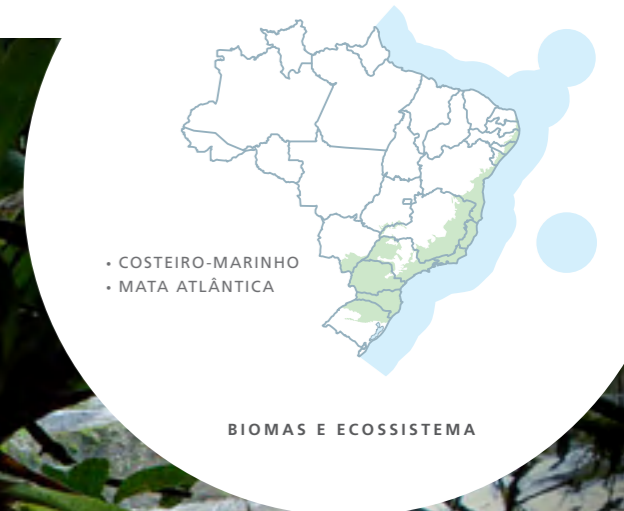 • COSTEIRO-MARINHO
• MATA ATLÂNTICA
BIOMAS E ECOSSISTEMA